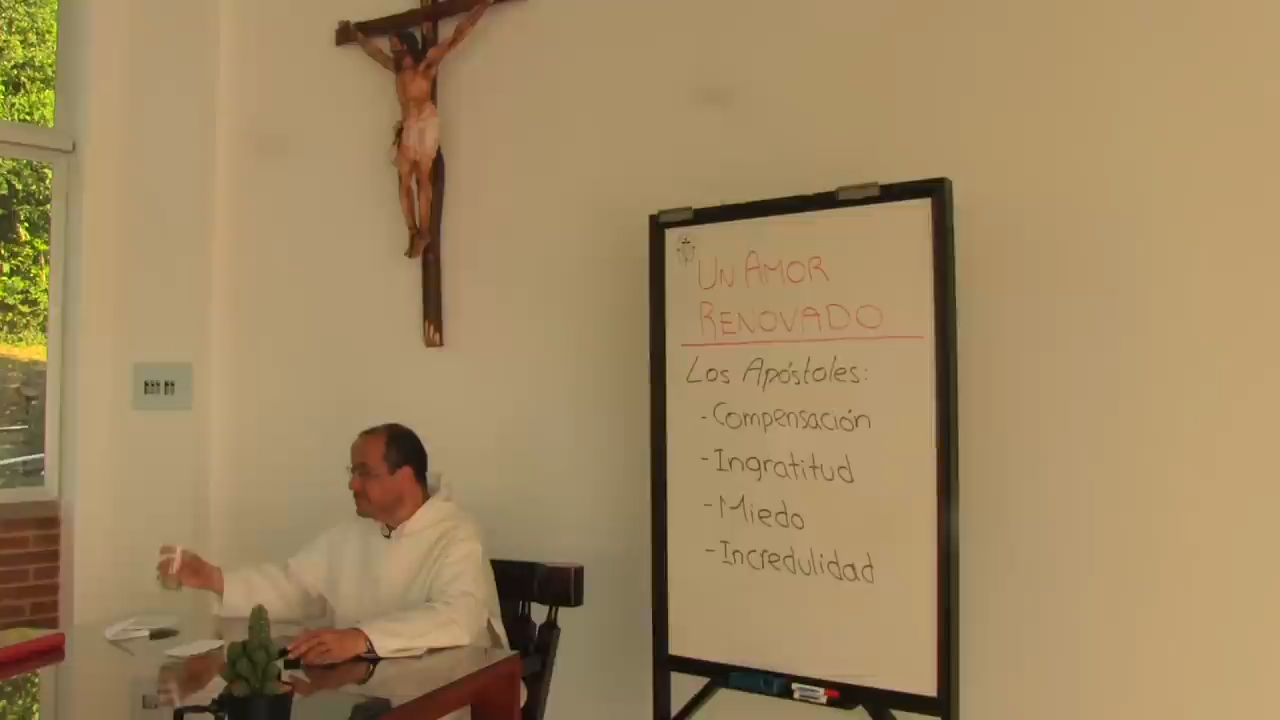 UN AMOR
RENOVADO
Los Apóstoles:
-Compensación
-Ingratitud
-Miedo
-Incredulidad